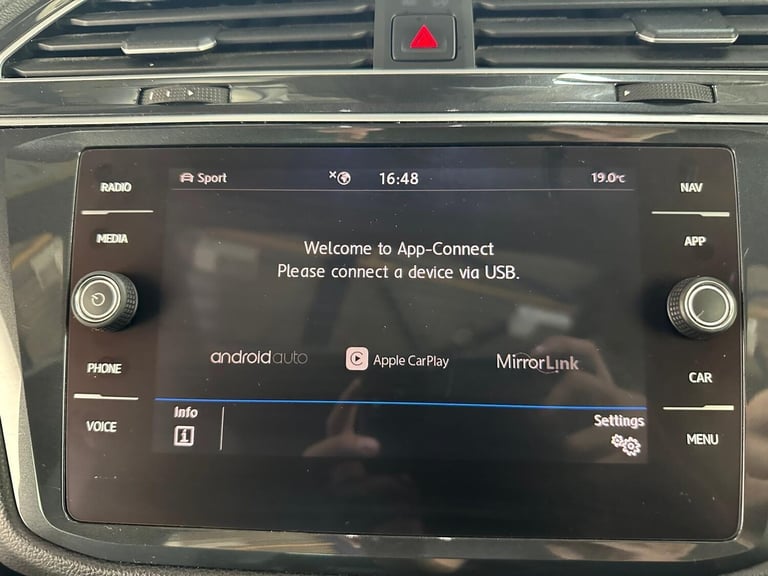 RADIO
MEDIA
PHONE
VOICE
Sport
16:48
19.0°C
Welcome to App-Connect
Please connect a device via USB.
androidauto
Apple CarPlay
MirrorLink
Info
i
Settings
NAV
APP
CAR
MENU